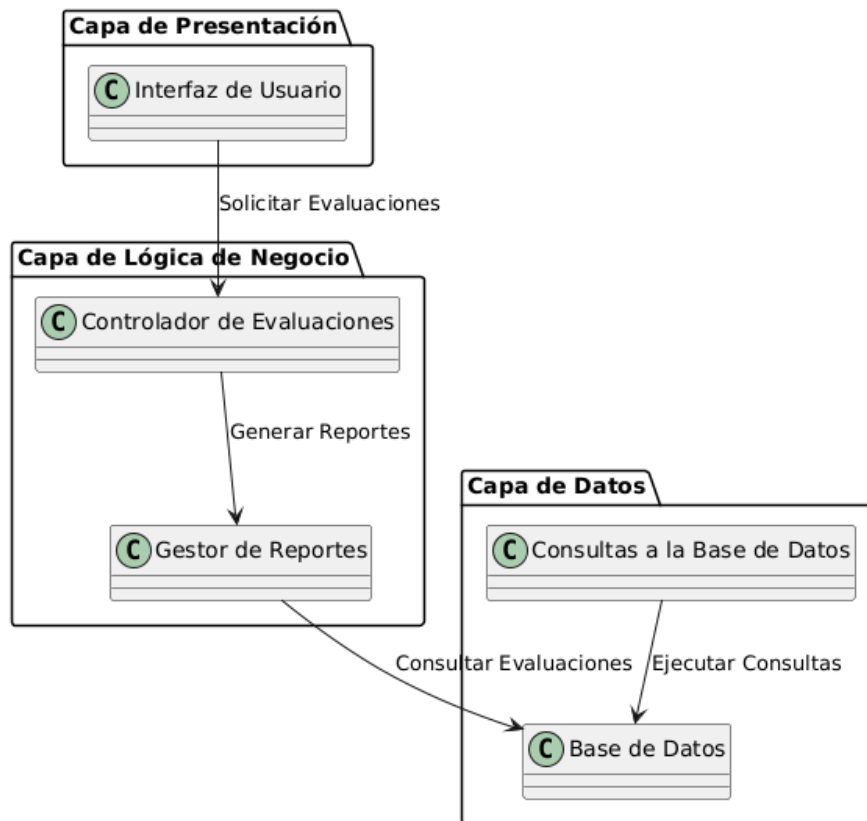 Capa de Presentación
C Interfaz de Usuario
Solicitar Evaluaciones
Capa de Lógica de Negocio
C Controlador de Evaluaciones
Generar Reportes
Capa de Datos
C Gestor de Reportes
C Consultas a la Base de Datos
Consultar Evaluaciones
Ejecutar Consultas
C Base de Datos